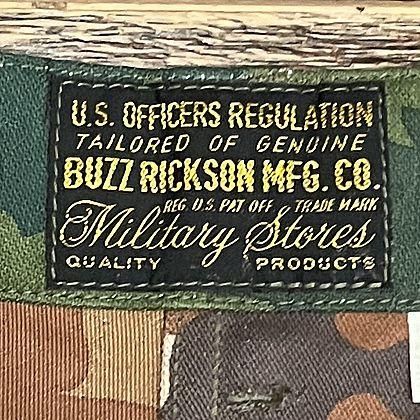 U.S. OFFICERS REGULATION
TAILORED OF GENUINE
BUZZ RICKSON MFG. CO.
REG U.S. PAT OFF TRADE MARK
Military Stores
QUALITY PRODUCTS